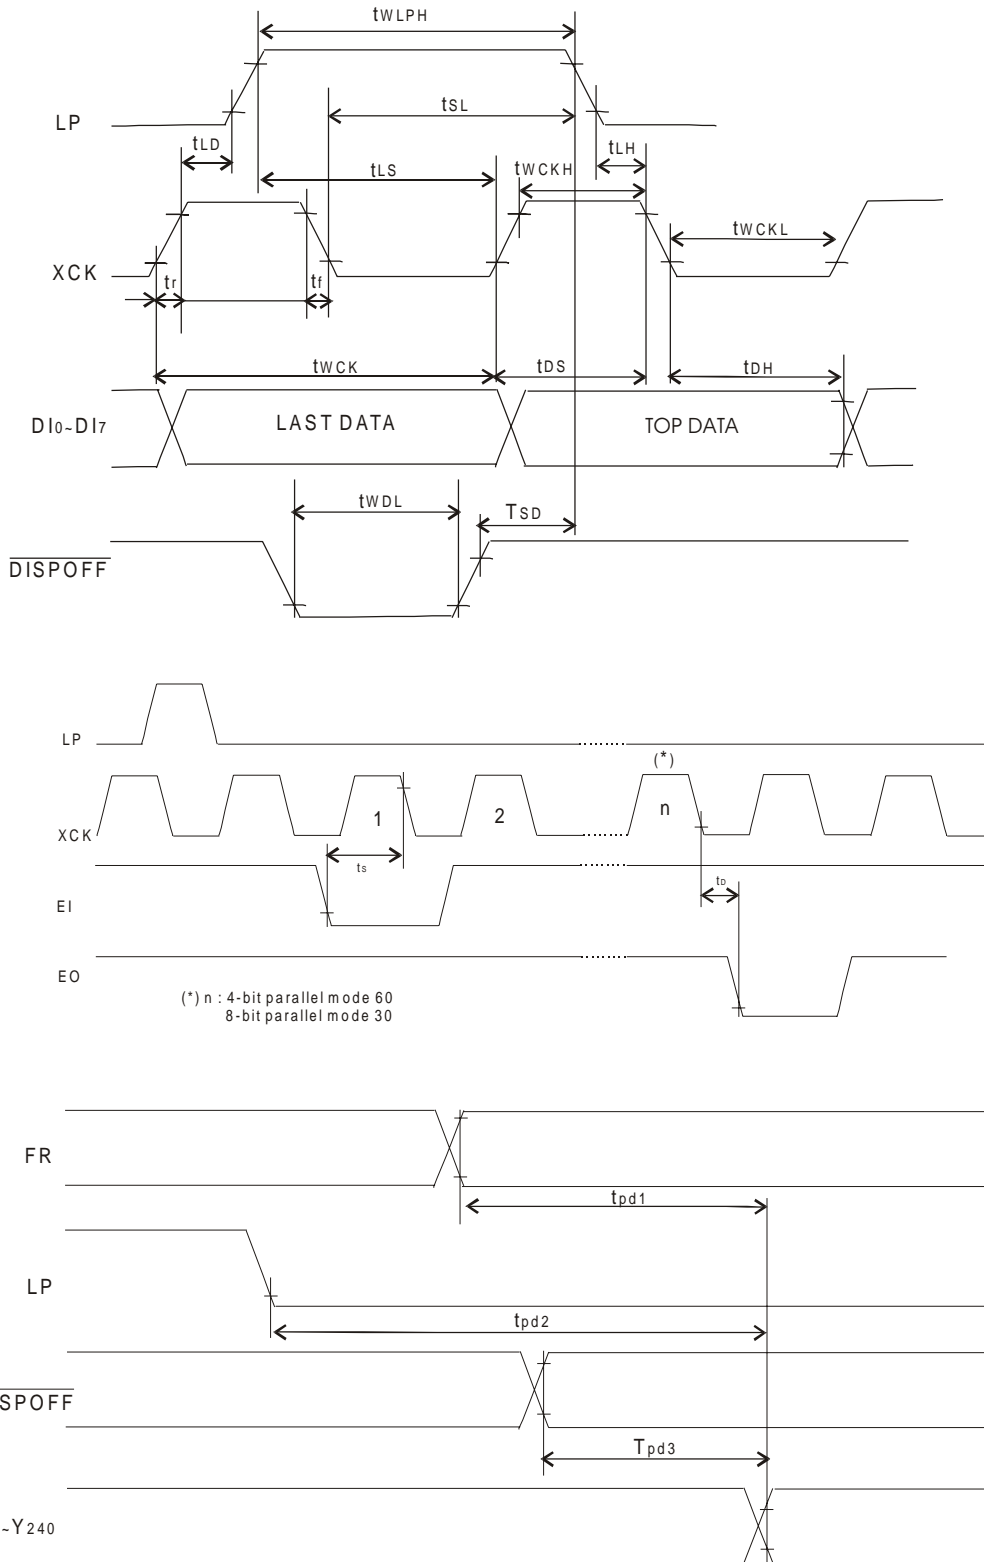 tWLPH
tSL
LP
tLD
tLH
tWCKH
tLS
tWCKL
XCK
tr
tf
tWCK
tDS
tDH
DI0~DI7
LAST DATA
TOP DATA
tWDL
TSD
DISPOFF
LP
(*)
1
2
n
XCK
ts
tD
EI
EO
(*) n : 4-bit parallel mode 60
8-bit parallel mode 30
FR
tpd1
LP
tpd2
SPOFF
Tpd3
~Y240